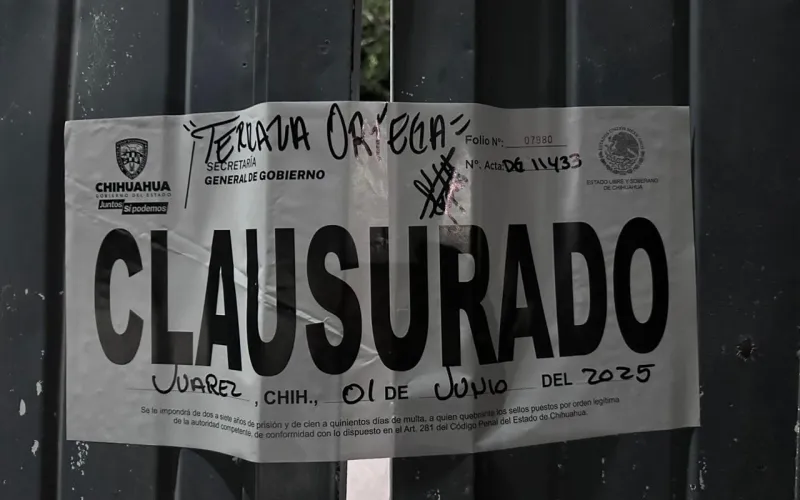 "TERRAZA ORTEGA"
Folio Nº: 07980
Nº. Acta: DG 11433
CHIHUAHUA
GOBIERNO DEL ESTADO
Juntos Sí podemos
SECRETARÍA
GENERAL DE GOBIERNO
ESTADO LIBRE Y SOBERANO
DE CHIHUAHUA
CLAUSURADO
JUAREZ, CHIH., 01 DE JUNIO DEL 2025
Se le impondrá de dos a siete años de prisión y de cien a quinientos días de multa, a quien quebrante los sellos puestos por orden legítima
de la autoridad competente, de conformidad con lo dispuesto en el Art. 281 del Código Penal del Estado de Chihuahua.